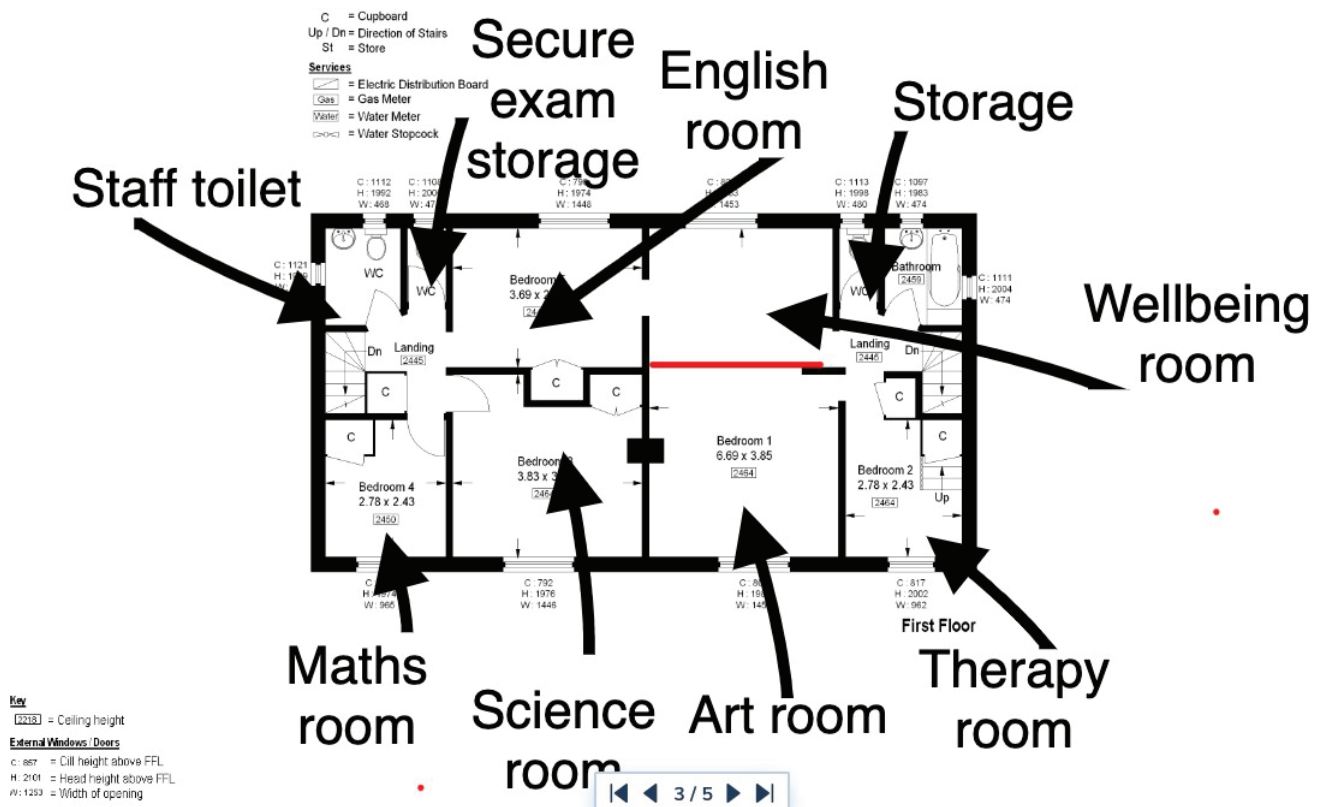 C = Cupboard
Up / Dn = Direction of Stairs
St = Store
Services
= Electric Distribution Board
Gas = Gas Meter
Water = Water Meter
= Water Stopcock
Secure
exam
storage
English
room
Storage
Staff toilet
Wellbeing
room
C : 1112
H : 1992
W : 468
C : 1113
H : 1998
W : 480
C : 1097
H : 1983
W : 474
H : 1974
W : 1448
1453
C : 1121
C : 1111
H : 2004
W : 474
WC
WC
WC
Bathroom
2459
Landing
2445
Dn
Landing
2445
Dn
C
C
C
C
C
C
Bedroom
3.69 x
Bedroom 1
6.69 x 3.85
2464
Bedroom 2
2.78 x 2.43
2464
Up
Bedroom
3.83 x
Bedroom 4
2.78 x 2.43
2450
W : 965
C : 792
H : 1976
W : 1446
C : 817
H : 2002
W : 962
First Floor
Maths
room
Science
room
Art room
Therapy
room
Key
2218 = Ceiling height
External Windows / Doors
C : 857 = Cill height above FFL
H : 2101 = Head height above FFL
W : 1253 = Width of opening
3 / 5